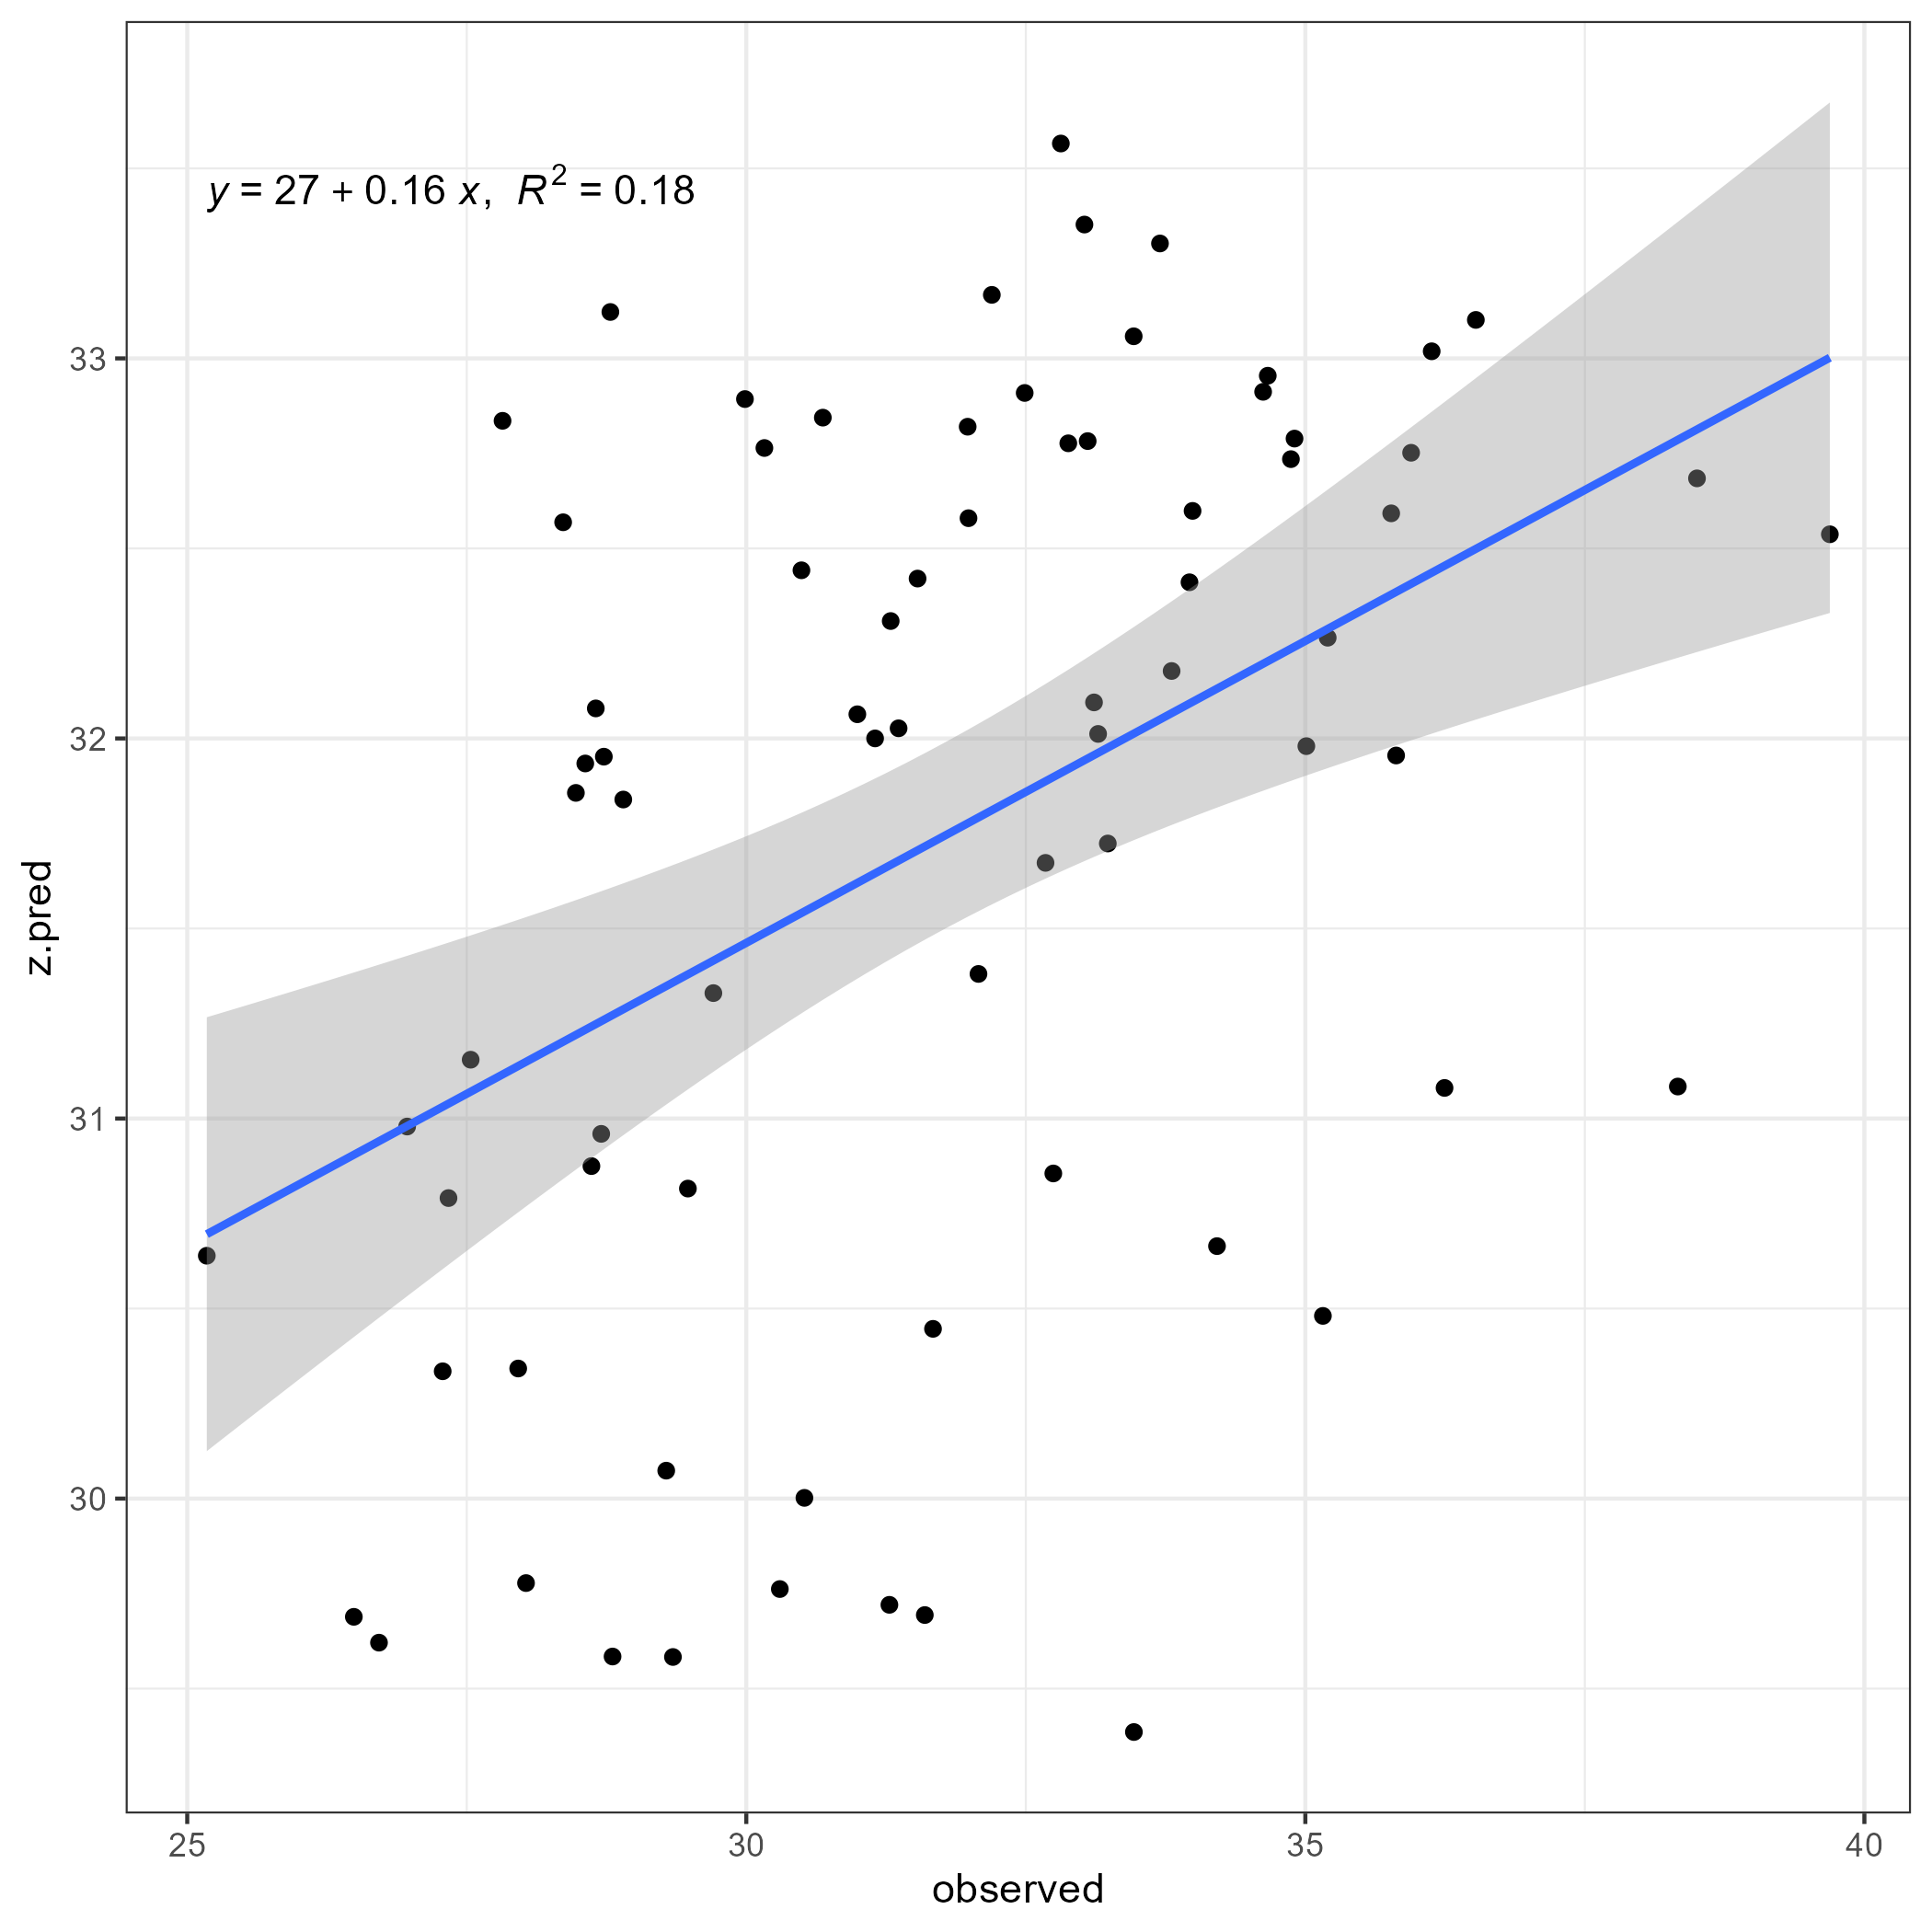 y = 27 + 0.16 x, R² = 0.18
33
32
31
30
z.pred
25 30 35 40
observed